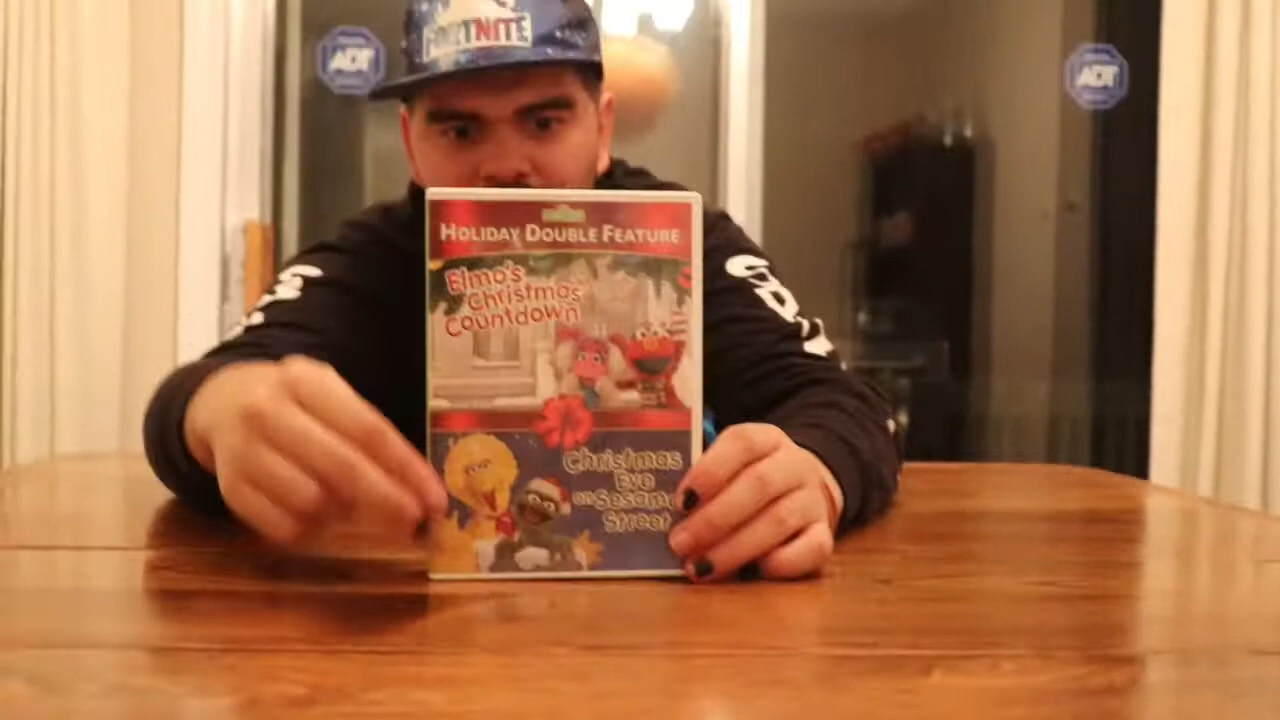 FORTNITE
ADT
ADT
HOLIDAY DOUBLE FEATURE
Elmo's
Christmas
Countdown
Christmas
Eve
on Sesame
Street